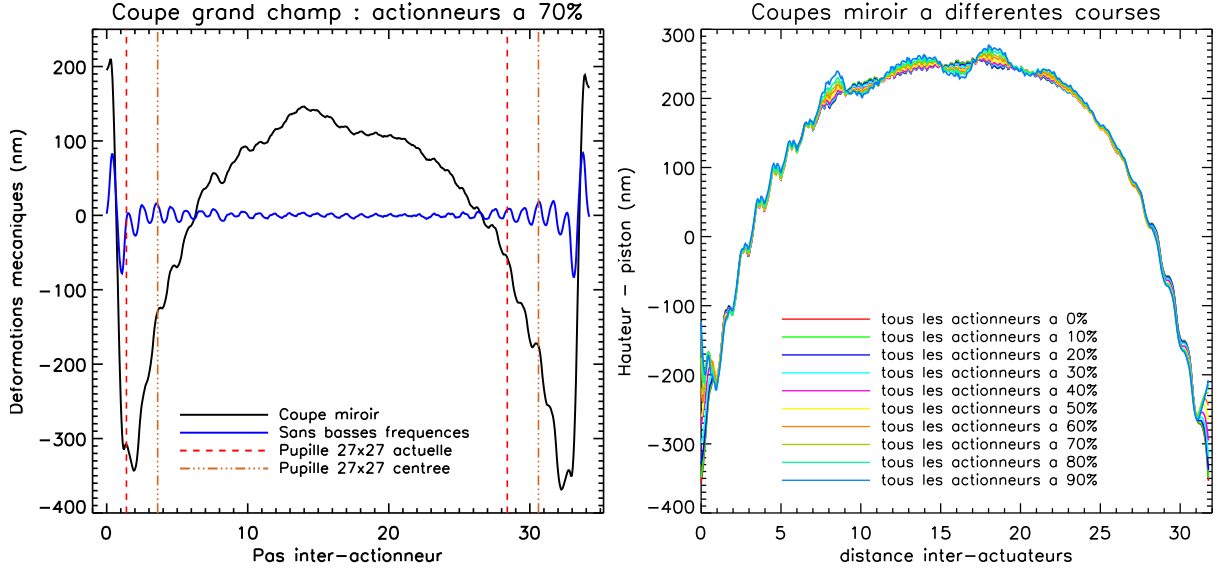 Coupe grand champ : actionneurs a 70%
Deformations mecaniques (nm)
200
100
0
−100
−200
−300
−400
Coupe miroir
Sans basses frequences
Pupille 27x27 actuelle
Pupille 27x27 centree
0 10 20 30
Pas inter−actionneur
Coupes miroir a differentes courses
Hauteur − piston (nm)
300
200
100
0
−100
−200
−300
−400
tous les actionneurs a 0%
tous les actionneurs a 10%
tous les actionneurs a 20%
tous les actionneurs a 30%
tous les actionneurs a 40%
tous les actionneurs a 50%
tous les actionneurs a 60%
tous les actionneurs a 70%
tous les actionneurs a 80%
tous les actionneurs a 90%
0 5 10 15 20 25 30
distance inter−actuateurs